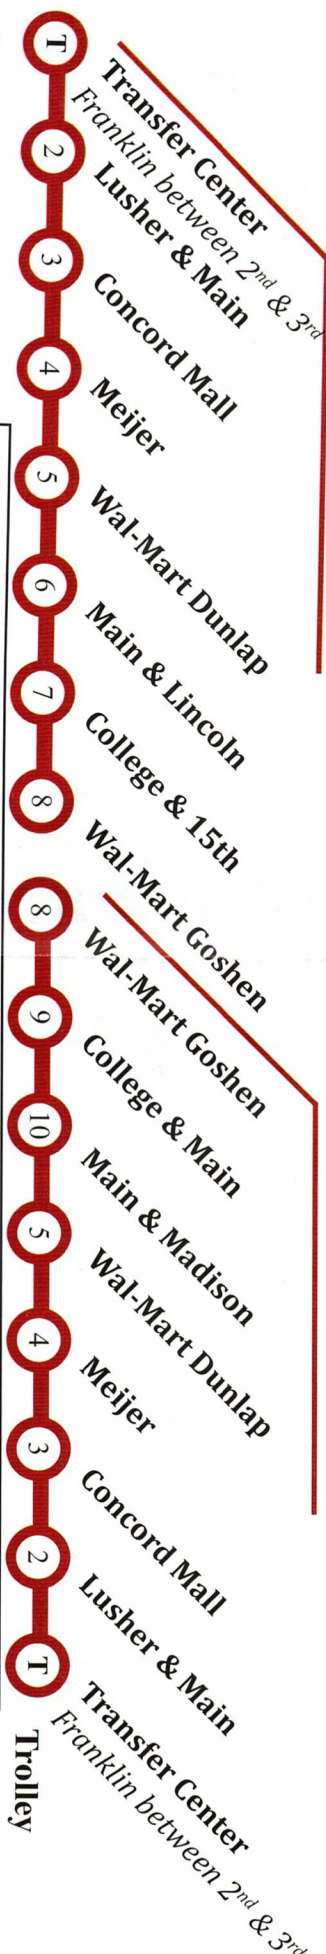 T
Transfer Center
Franklin between 2nd & 3rd
2
Lusher & Main
3
Concord Mall
4
Meijer
5
Wal-Mart Dunlap
6
Main & Lincoln
7
College & 15th
8
Wal-Mart Goshen
8
Wal-Mart Goshen
9
College & Main
10
Main & Madison
5
Wal-Mart Dunlap
4
Meijer
3
Concord Mall
2
Lusher & Main
T
Transfer Center
Franklin between 2nd & 3rd
Trolley